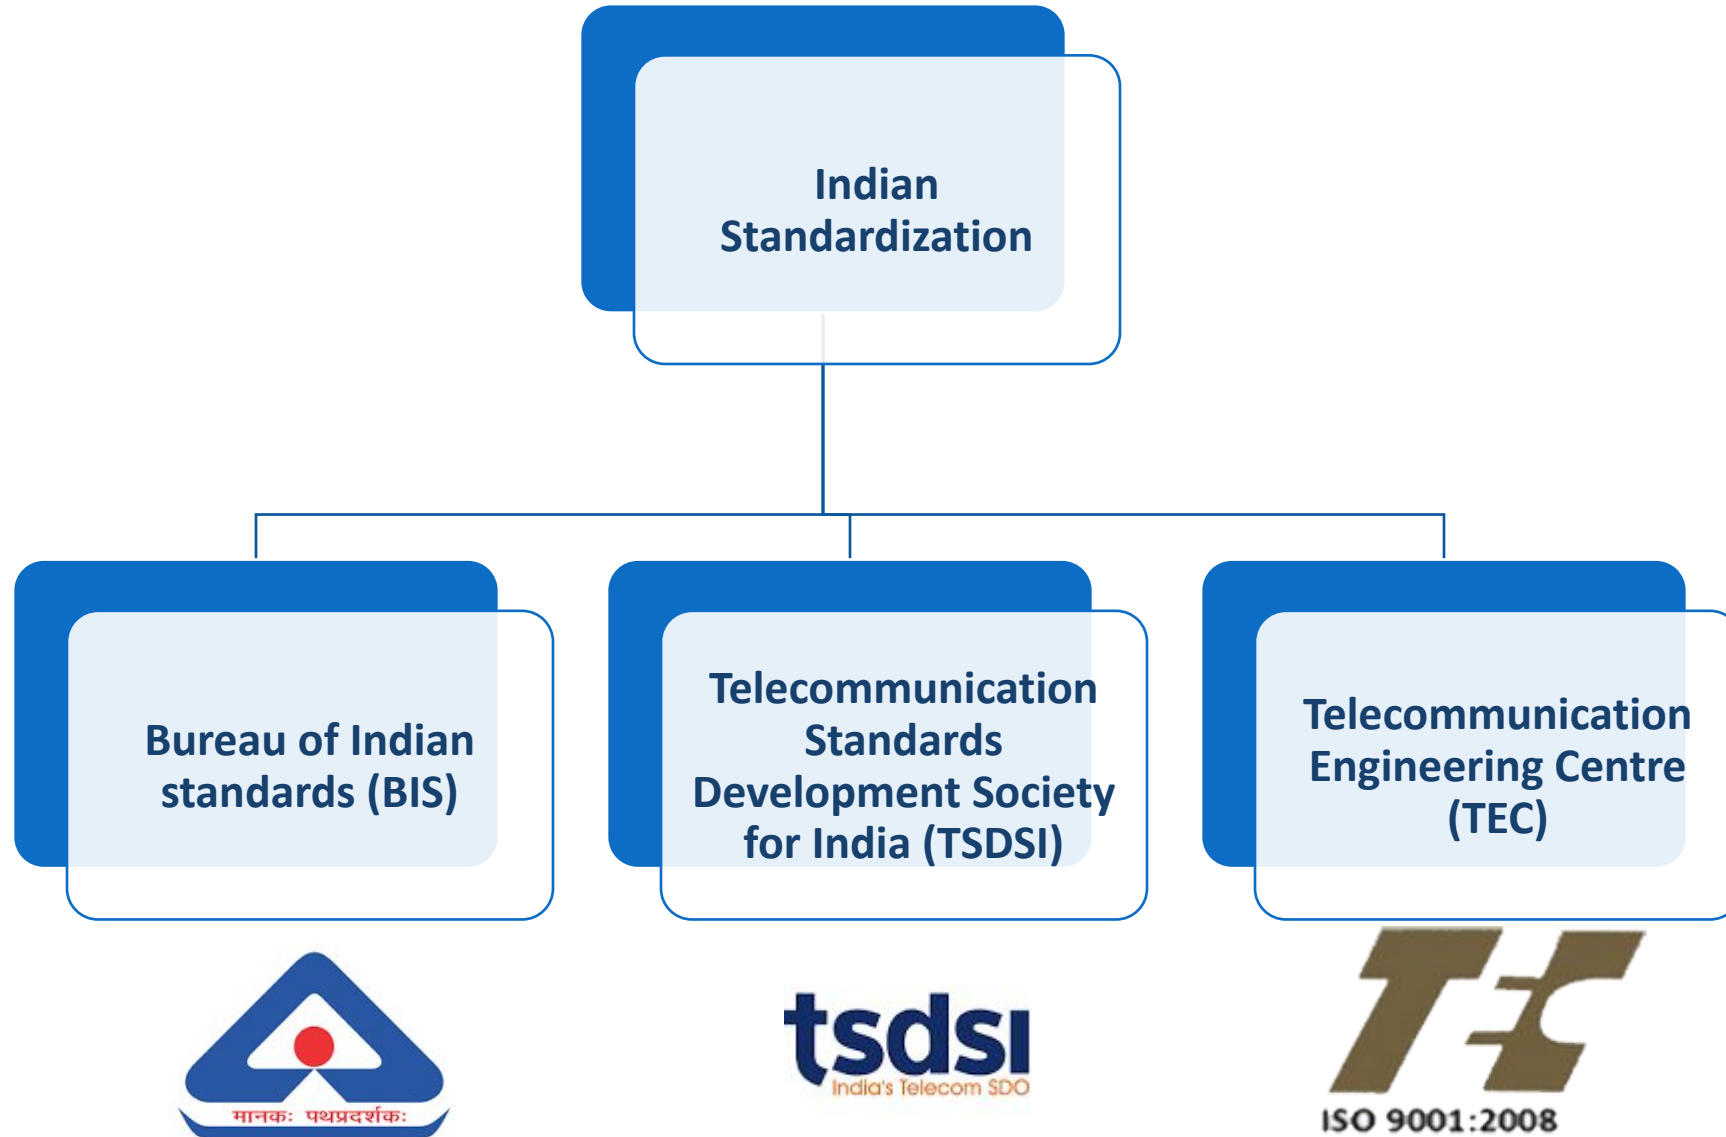 Indian
Standardization
Bureau of Indian
standards (BIS)
Telecommunication
Standards
Development Society
for India (TSDSI)
Telecommunication
Engineering Centre
(TEC)
मानकः पथप्रदर्शकः
tsdsi
India's Telecom SDO
TEC
ISO 9001:2008